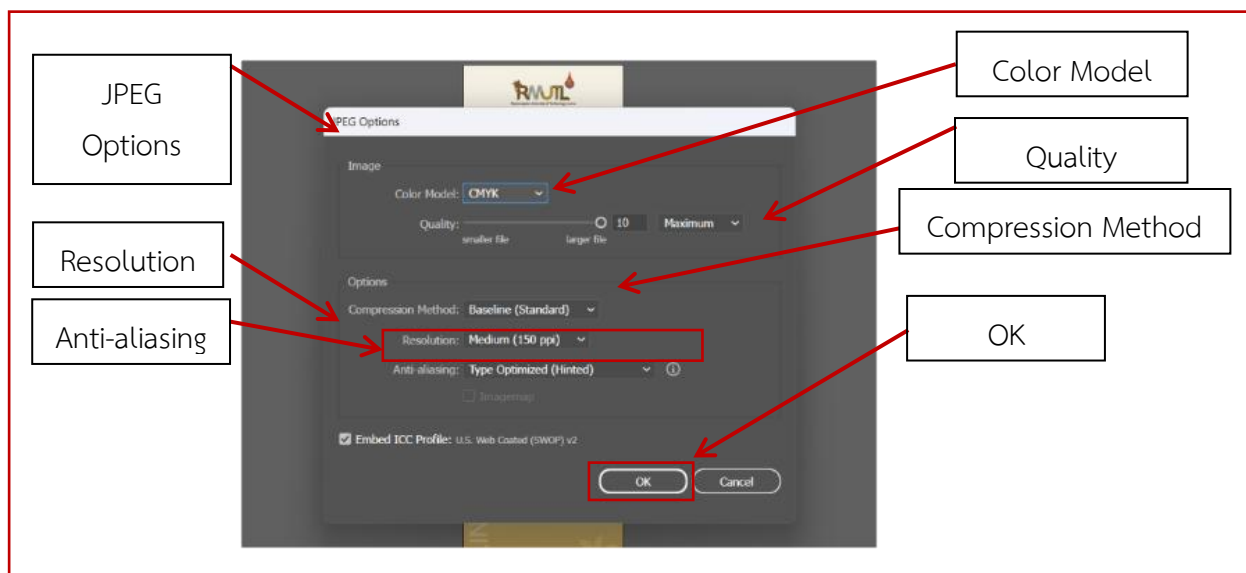 JPEG
Options
Resolution
Anti-aliasing
Color Model
Quality
Compression Method
OK
RMUTL
JPEG Options
Image
Color Model: CMYK
Quality: 10 Maximum
smaller file larger file
Options
Compression Method: Baseline (Standard)
Resolution: Medium (150 ppi)
Anti-aliasing: Type Optimized (Hinted)
Imagemap
Embed ICC Profile: U.S. Web Coated (SWOP) v2
OK Cancel